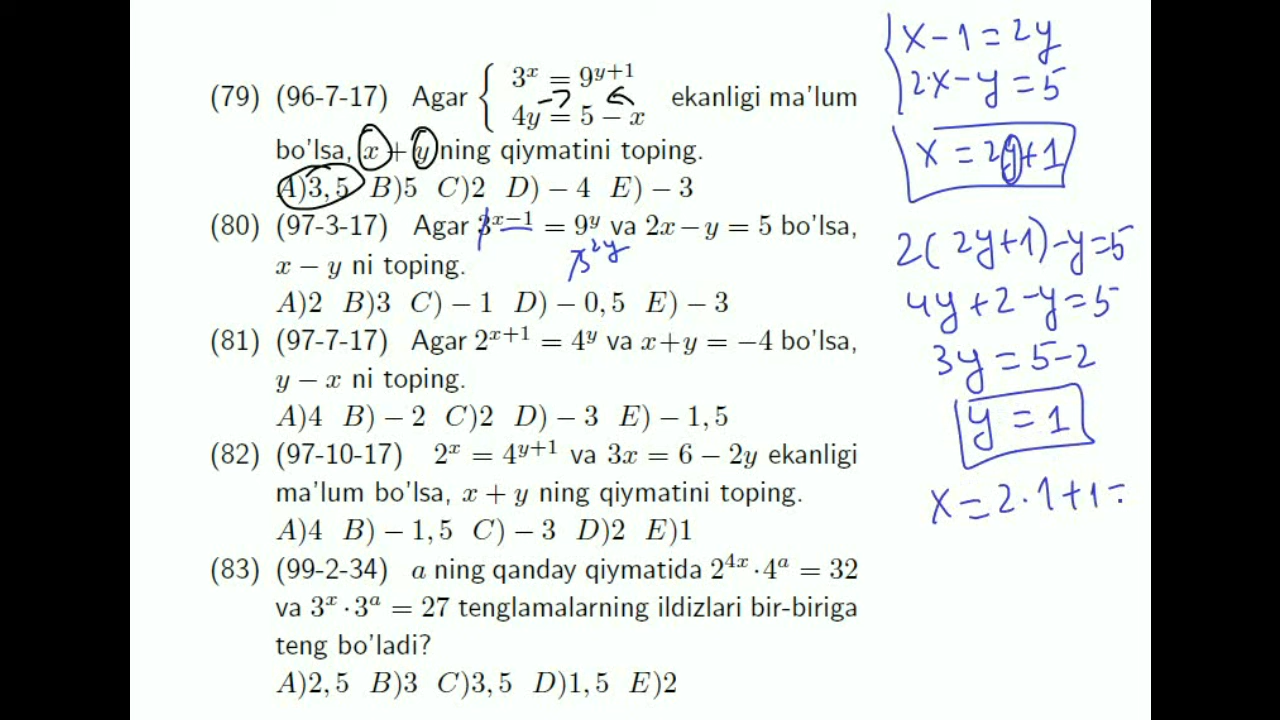 (79) (96-7-17) Agar { 3^x = 9^{y+1}
4y = 5 − x ekanligi ma'lum
bo'lsa, x + y ning qiymatini toping.
A)3, 5 B)5 C)2 D) − 4 E) − 3
(80) (97-3-17) Agar 3^{x−1} = 9^y va 2x − y = 5 bo'lsa,
3^{2y}
x − y ni toping.
A)2 B)3 C) − 1 D) − 0, 5 E) − 3
(81) (97-7-17) Agar 2^{x+1} = 4^y va x+y = −4 bo'lsa,
y − x ni toping.
A)4 B) − 2 C)2 D) − 3 E) − 1, 5
(82) (97-10-17) 2^x = 4^{y+1} va 3x = 6 − 2y ekanligi
ma'lum bo'lsa, x + y ning qiymatini toping.
A)4 B) − 1, 5 C) − 3 D)2 E)1
(83) (99-2-34) a ning qanday qiymatida 2^{4x} · 4^a = 32
va 3^x · 3^a = 27 tenglamalarning ildizlari bir-biriga
teng bo'ladi?
A)2, 5 B)3 C)3, 5 D)1, 5 E)2
x − 1 = 2y
2·x − y = 5
x = 2y + 1
2(2y+1) − y = 5
4y + 2 − y = 5
3y = 5 − 2
y = 1
x = 2 · 1 + 1 =